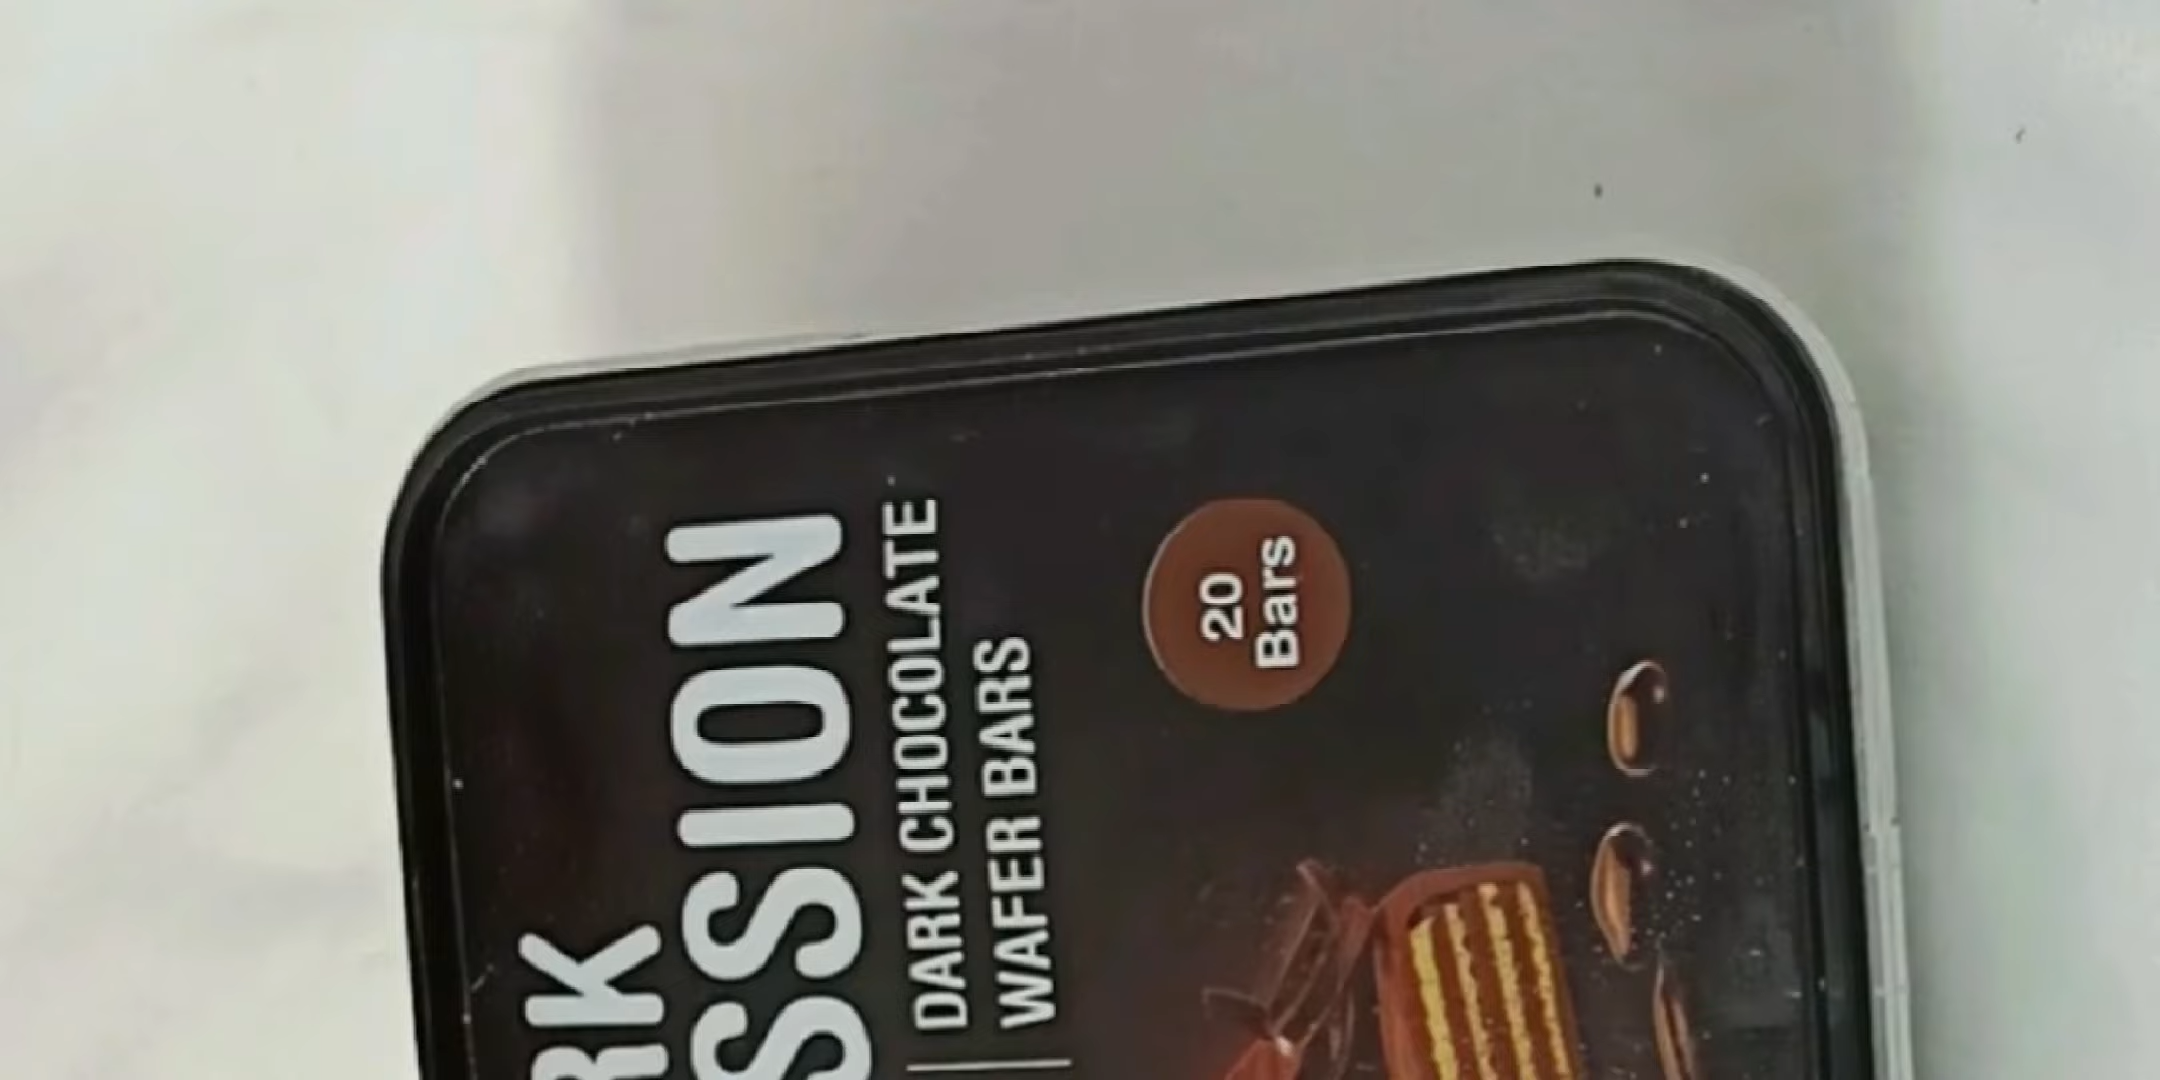 RK
SSION
DARK CHOCOLATE
WAFER BARS
20
Bars